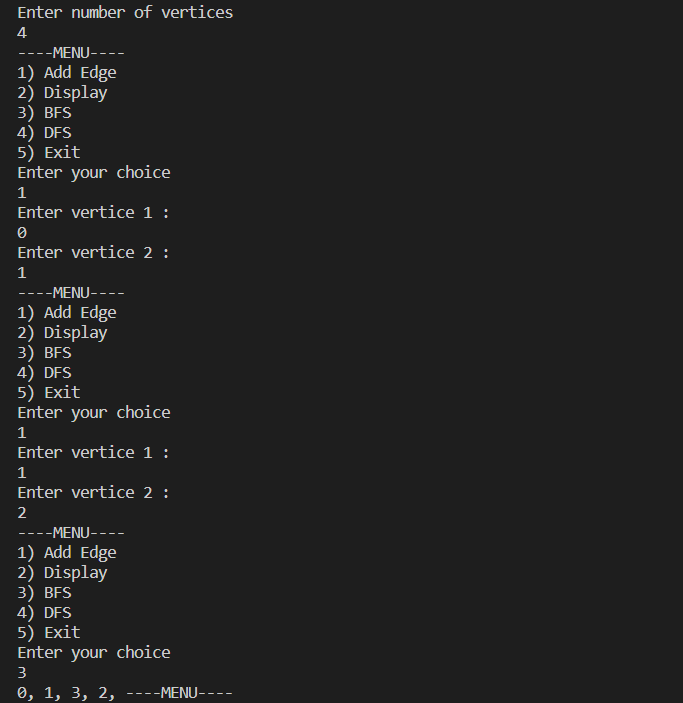 Enter number of vertices
4
----MENU----
1) Add Edge
2) Display
3) BFS
4) DFS
5) Exit
Enter your choice
1
Enter vertice 1 :
0
Enter vertice 2 :
1
----MENU----
1) Add Edge
2) Display
3) BFS
4) DFS
5) Exit
Enter your choice
1
Enter vertice 1 :
1
Enter vertice 2 :
2
----MENU----
1) Add Edge
2) Display
3) BFS
4) DFS
5) Exit
Enter your choice
3
0, 1, 3, 2, ----MENU----